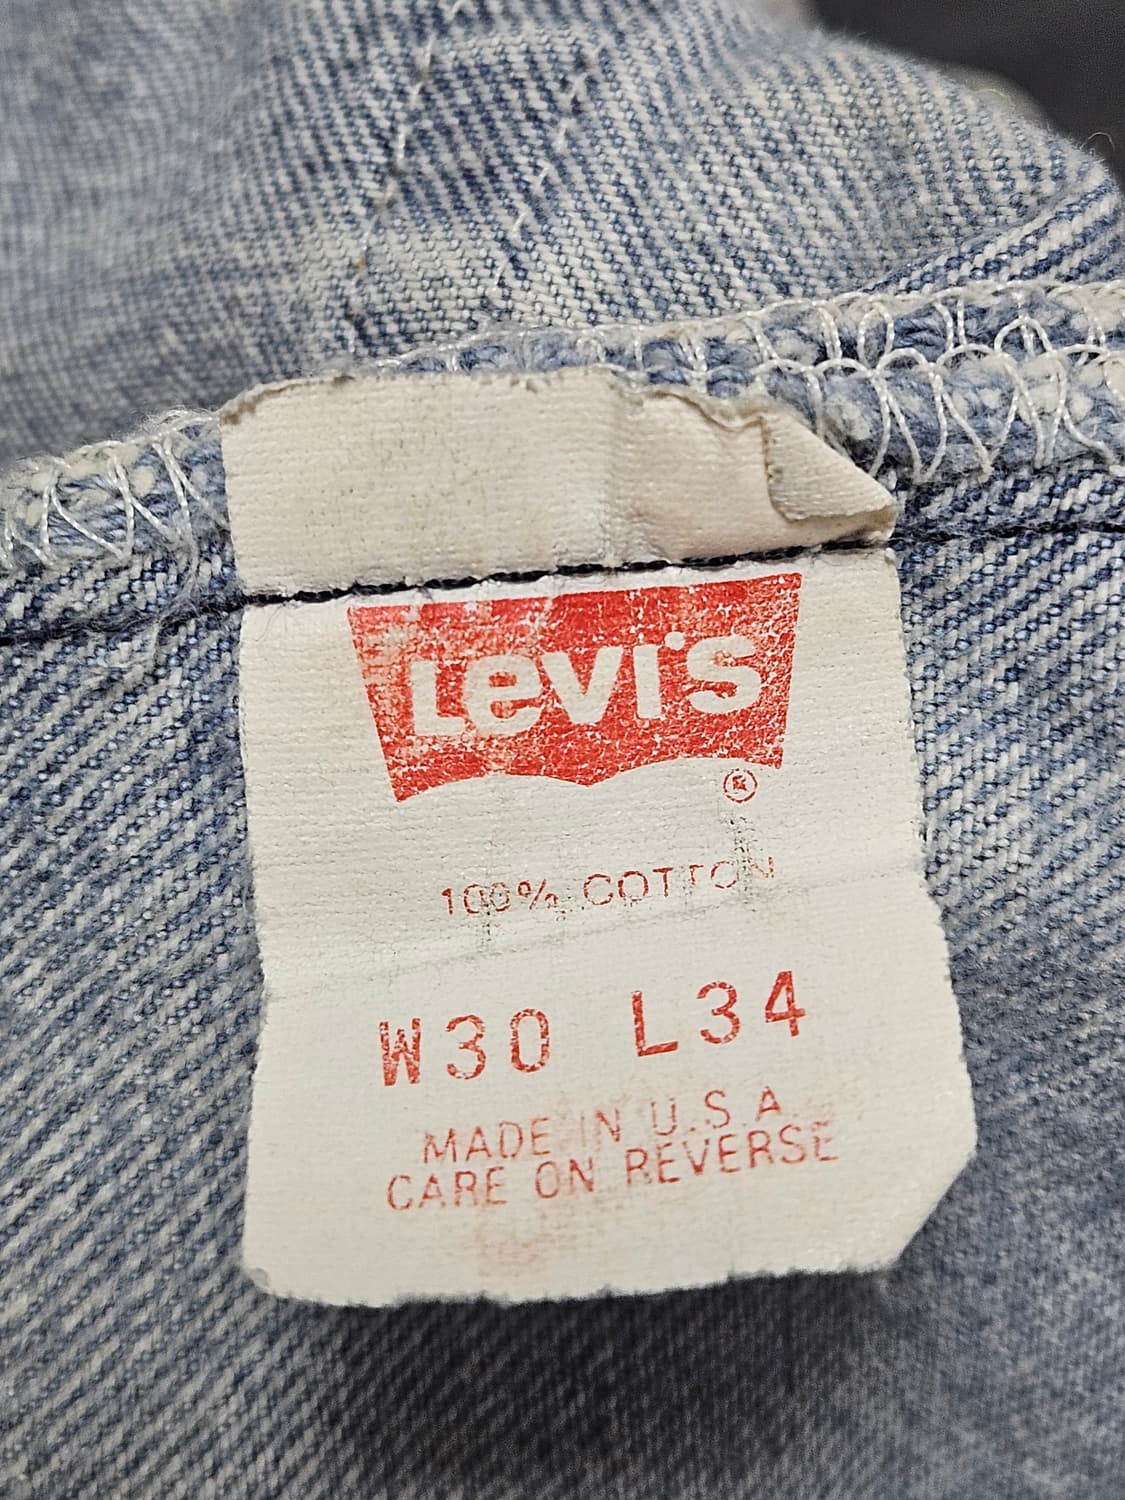 Levi's
®
100% COTTON
W30 L34
MADE IN U.S.A
CARE ON REVERSE